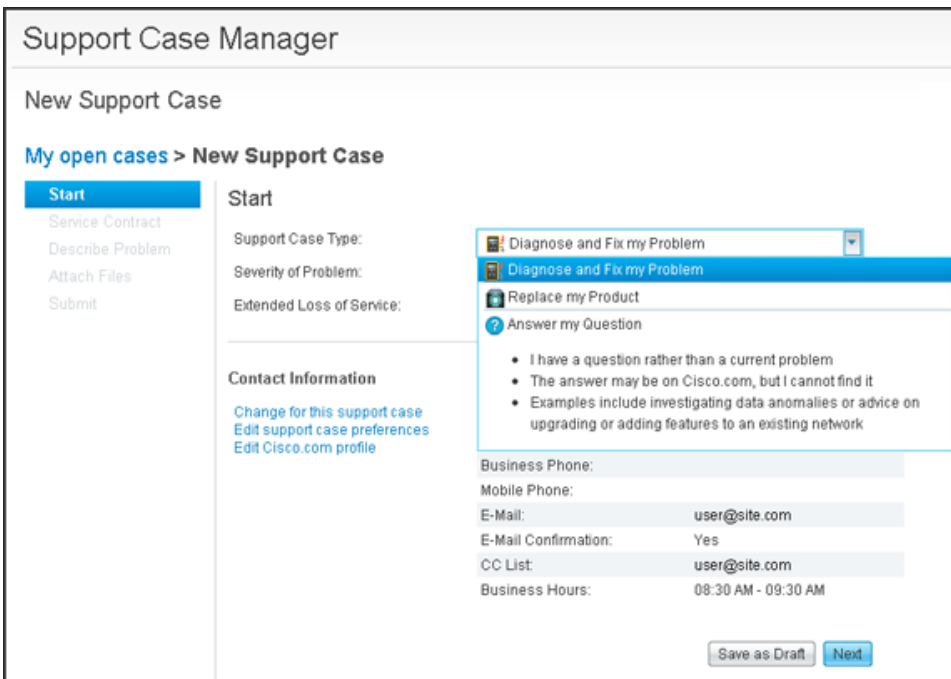 Support Case Manager
New Support Case
My open cases > New Support Case
Start
Service Contract
Describe Problem
Attach Files
Submit
Start
Support Case Type:
Diagnose and Fix my Problem
Severity of Problem:
Diagnose and Fix my Problem
Extended Loss of Service:
Replace my Product
Answer my Question
• I have a question rather than a current problem
• The answer may be on Cisco.com, but I cannot find it
• Examples include investigating data anomalies or advice on
upgrading or adding features to an existing network
Contact Information
Change for this support case
Edit support case preferences
Edit Cisco.com profile
Business Phone:
Mobile Phone:
E-Mail: user@site.com
E-Mail Confirmation: Yes
CC List: user@site.com
Business Hours: 08:30 AM - 09:30 AM
Save as Draft
Next